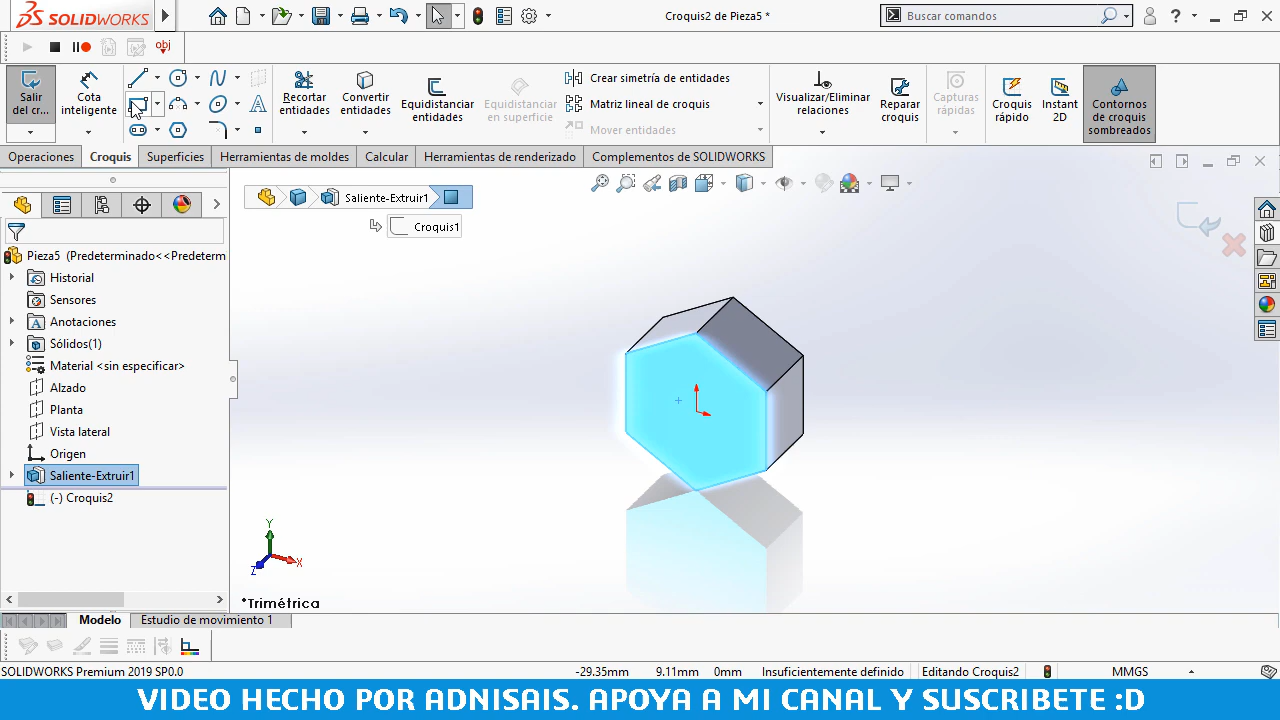 SOLIDWORKS
Croquis2 de Pieza5 *
Buscar comandos
obj
Salir del cr...
Cota inteligente
Recortar entidades
Convertir entidades
Equidistanciar entidades
Equidistanciar en superficie
Crear simetría de entidades
Matriz lineal de croquis
Mover entidades
Visualizar/Eliminar relaciones
Reparar croquis
Capturas rápidas
Croquis rápido
Instant 2D
Contornos de croquis sombreados
Operaciones
Croquis
Superficies
Herramientas de moldes
Calcular
Herramientas de renderizado
Complementos de SOLIDWORKS
Saliente-Extruir1
Croquis1
Pieza5 (Predeterminado<<Predeterm
Historial
Sensores
Anotaciones
Sólidos(1)
Material <sin especificar>
Alzado
Planta
Vista lateral
Origen
Saliente-Extruir1
(-) Croquis2
Y
X
Z
*Trimétrica
Modelo
Estudio de movimiento 1
SOLIDWORKS Premium 2019 SP0.0
-29.35mm
9.11mm
0mm
Insuficientemente definido
Editando Croquis2
MMGS
VIDEO HECHO POR ADNISAIS. APOYA A MI CANAL Y SUSCRIBETE :D